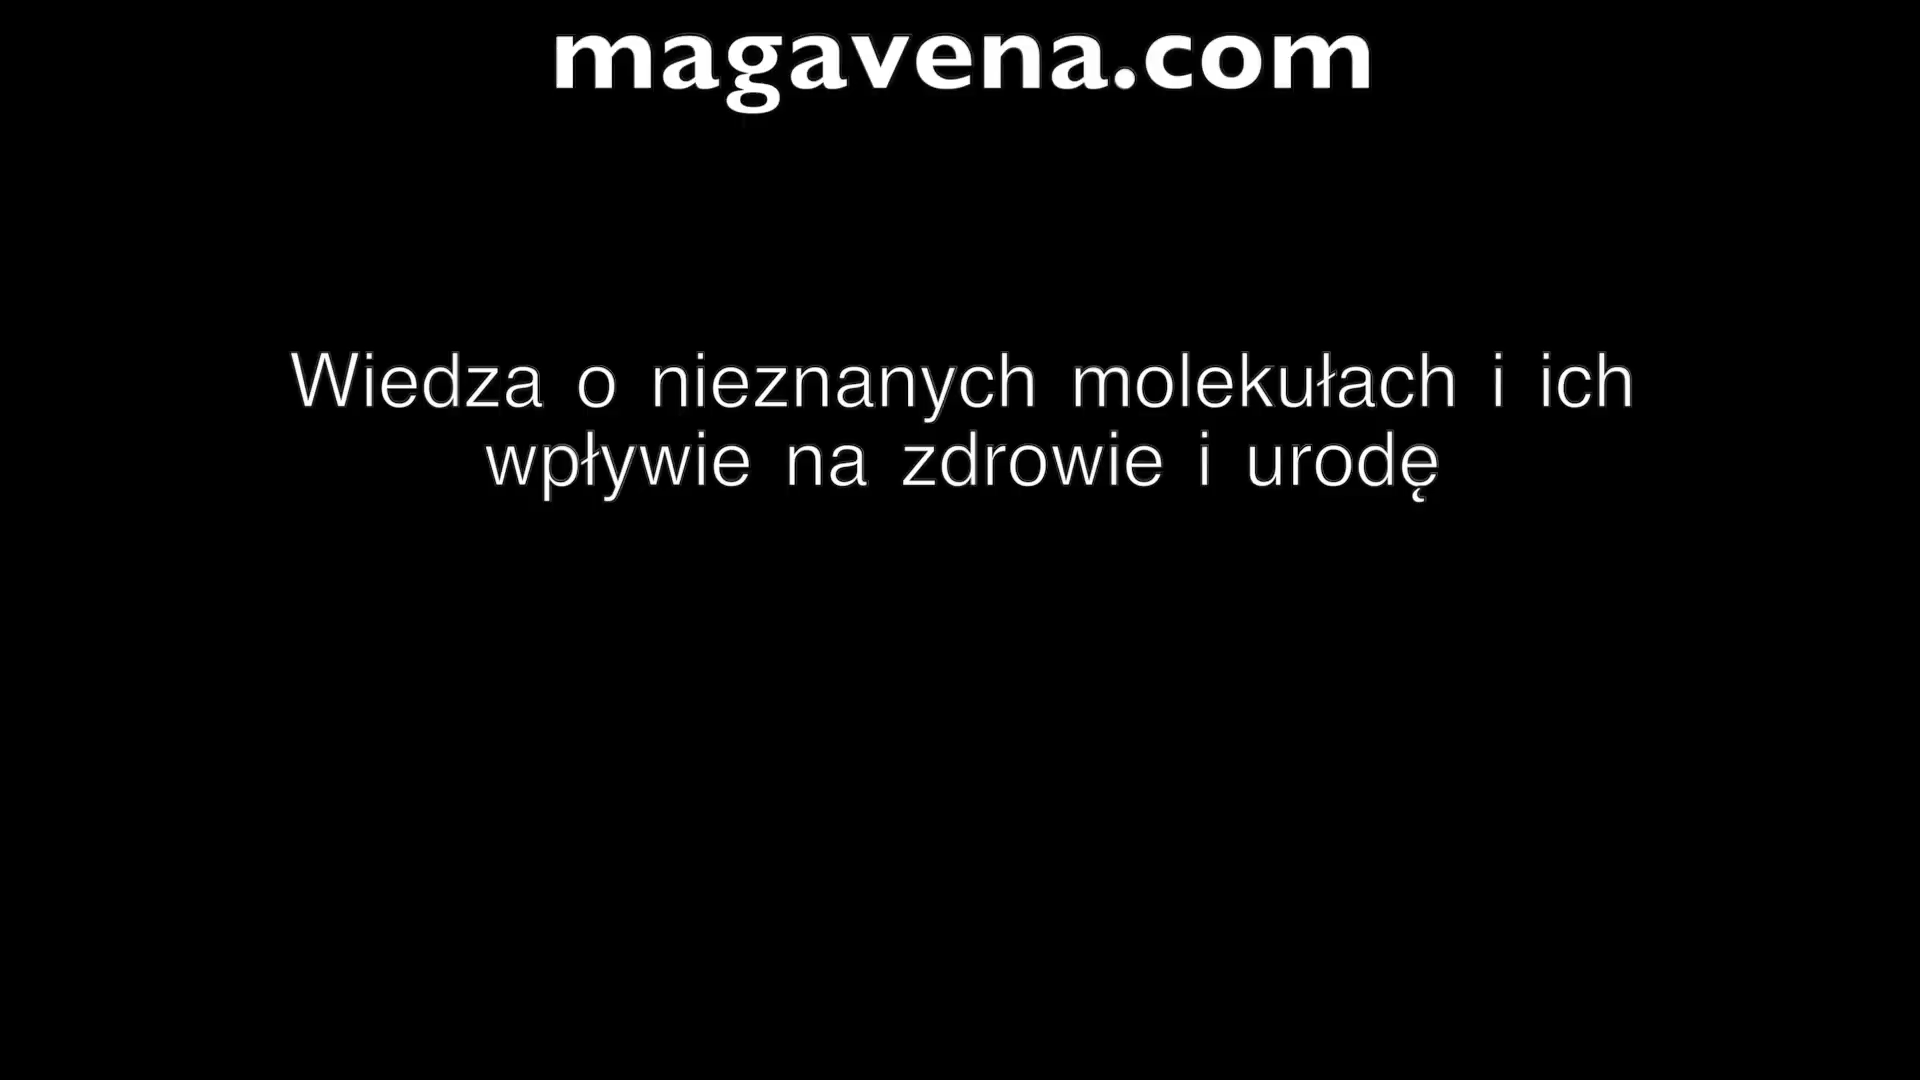 magavena.com
Wiedza o nieznanych molekułach i ich
wpływie na zdrowie i urodę